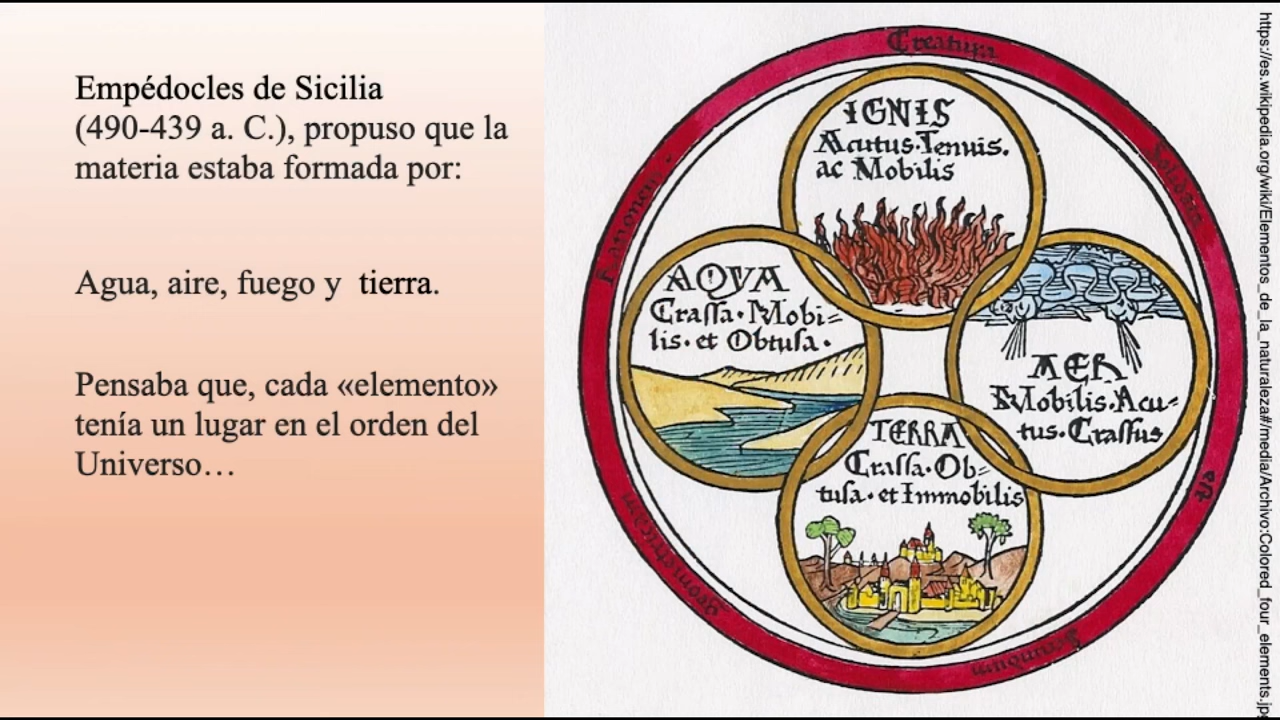 Empédocles de Sicilia
(490-439 a. C.), propuso que la
materia estaba formada por:
Agua, aire, fuego y tierra.
Pensaba que, cada «elemento»
tenía un lugar en el orden del
Universo…
Creatura
IGNIS
Acutus·Tenuis.
ac Mobilis
AQVA
Craſſa·Mobi=
lis·et Obtuſa·
AER
Mobilis.Acu=
tus·Craſſus
TERRA
Craſſa·Ob=
tuſa·et Immobilis
https://es.wikipedia.org/wiki/Elementos_de_la_naturaleza#/media/Archivo:Colored_four_elements.jpg